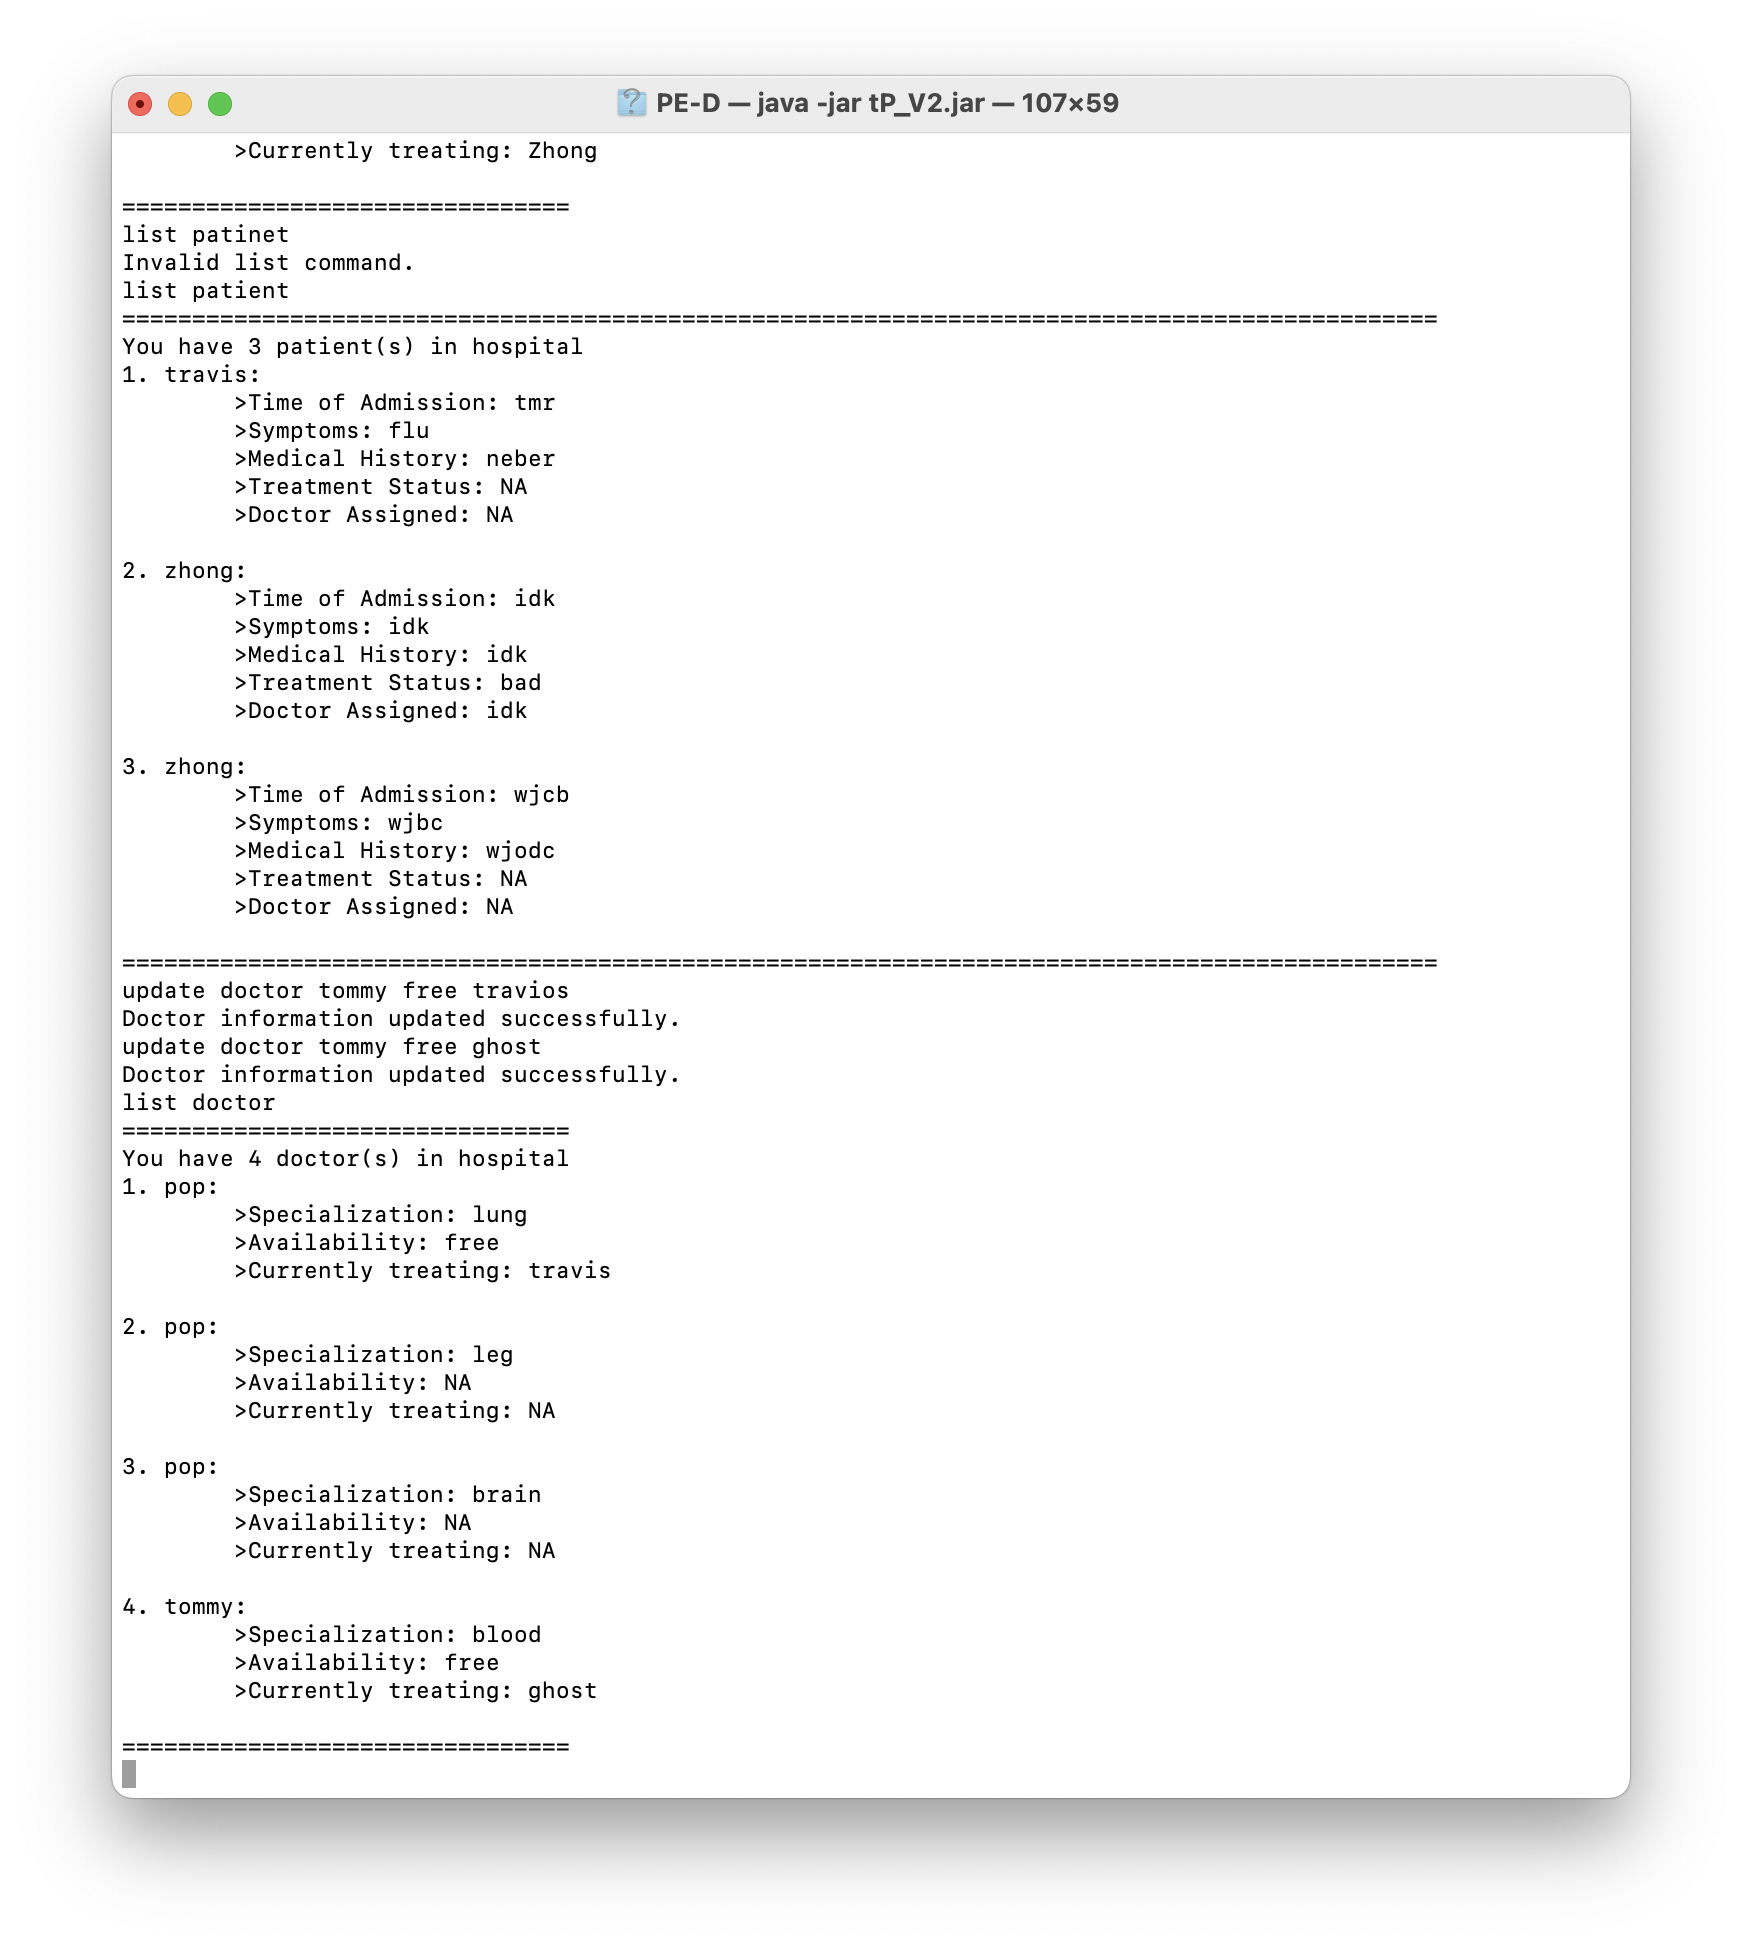 PE-D — java -jar tP_V2.jar — 107×59
>Currently treating: Zhong
================================
list patinet
Invalid list command.
list patient
==============================================================================================
You have 3 patient(s) in hospital
1. travis:
>Time of Admission: tmr
>Symptoms: flu
>Medical History: neber
>Treatment Status: NA
>Doctor Assigned: NA
2. zhong:
>Time of Admission: idk
>Symptoms: idk
>Medical History: idk
>Treatment Status: bad
>Doctor Assigned: idk
3. zhong:
>Time of Admission: wjcb
>Symptoms: wjbc
>Medical History: wjodc
>Treatment Status: NA
>Doctor Assigned: NA
==============================================================================================
update doctor tommy free travios
Doctor information updated successfully.
update doctor tommy free ghost
Doctor information updated successfully.
list doctor
================================
You have 4 doctor(s) in hospital
1. pop:
>Specialization: lung
>Availability: free
>Currently treating: travis
2. pop:
>Specialization: leg
>Availability: NA
>Currently treating: NA
3. pop:
>Specialization: brain
>Availability: NA
>Currently treating: NA
4. tommy:
>Specialization: blood
>Availability: free
>Currently treating: ghost
================================